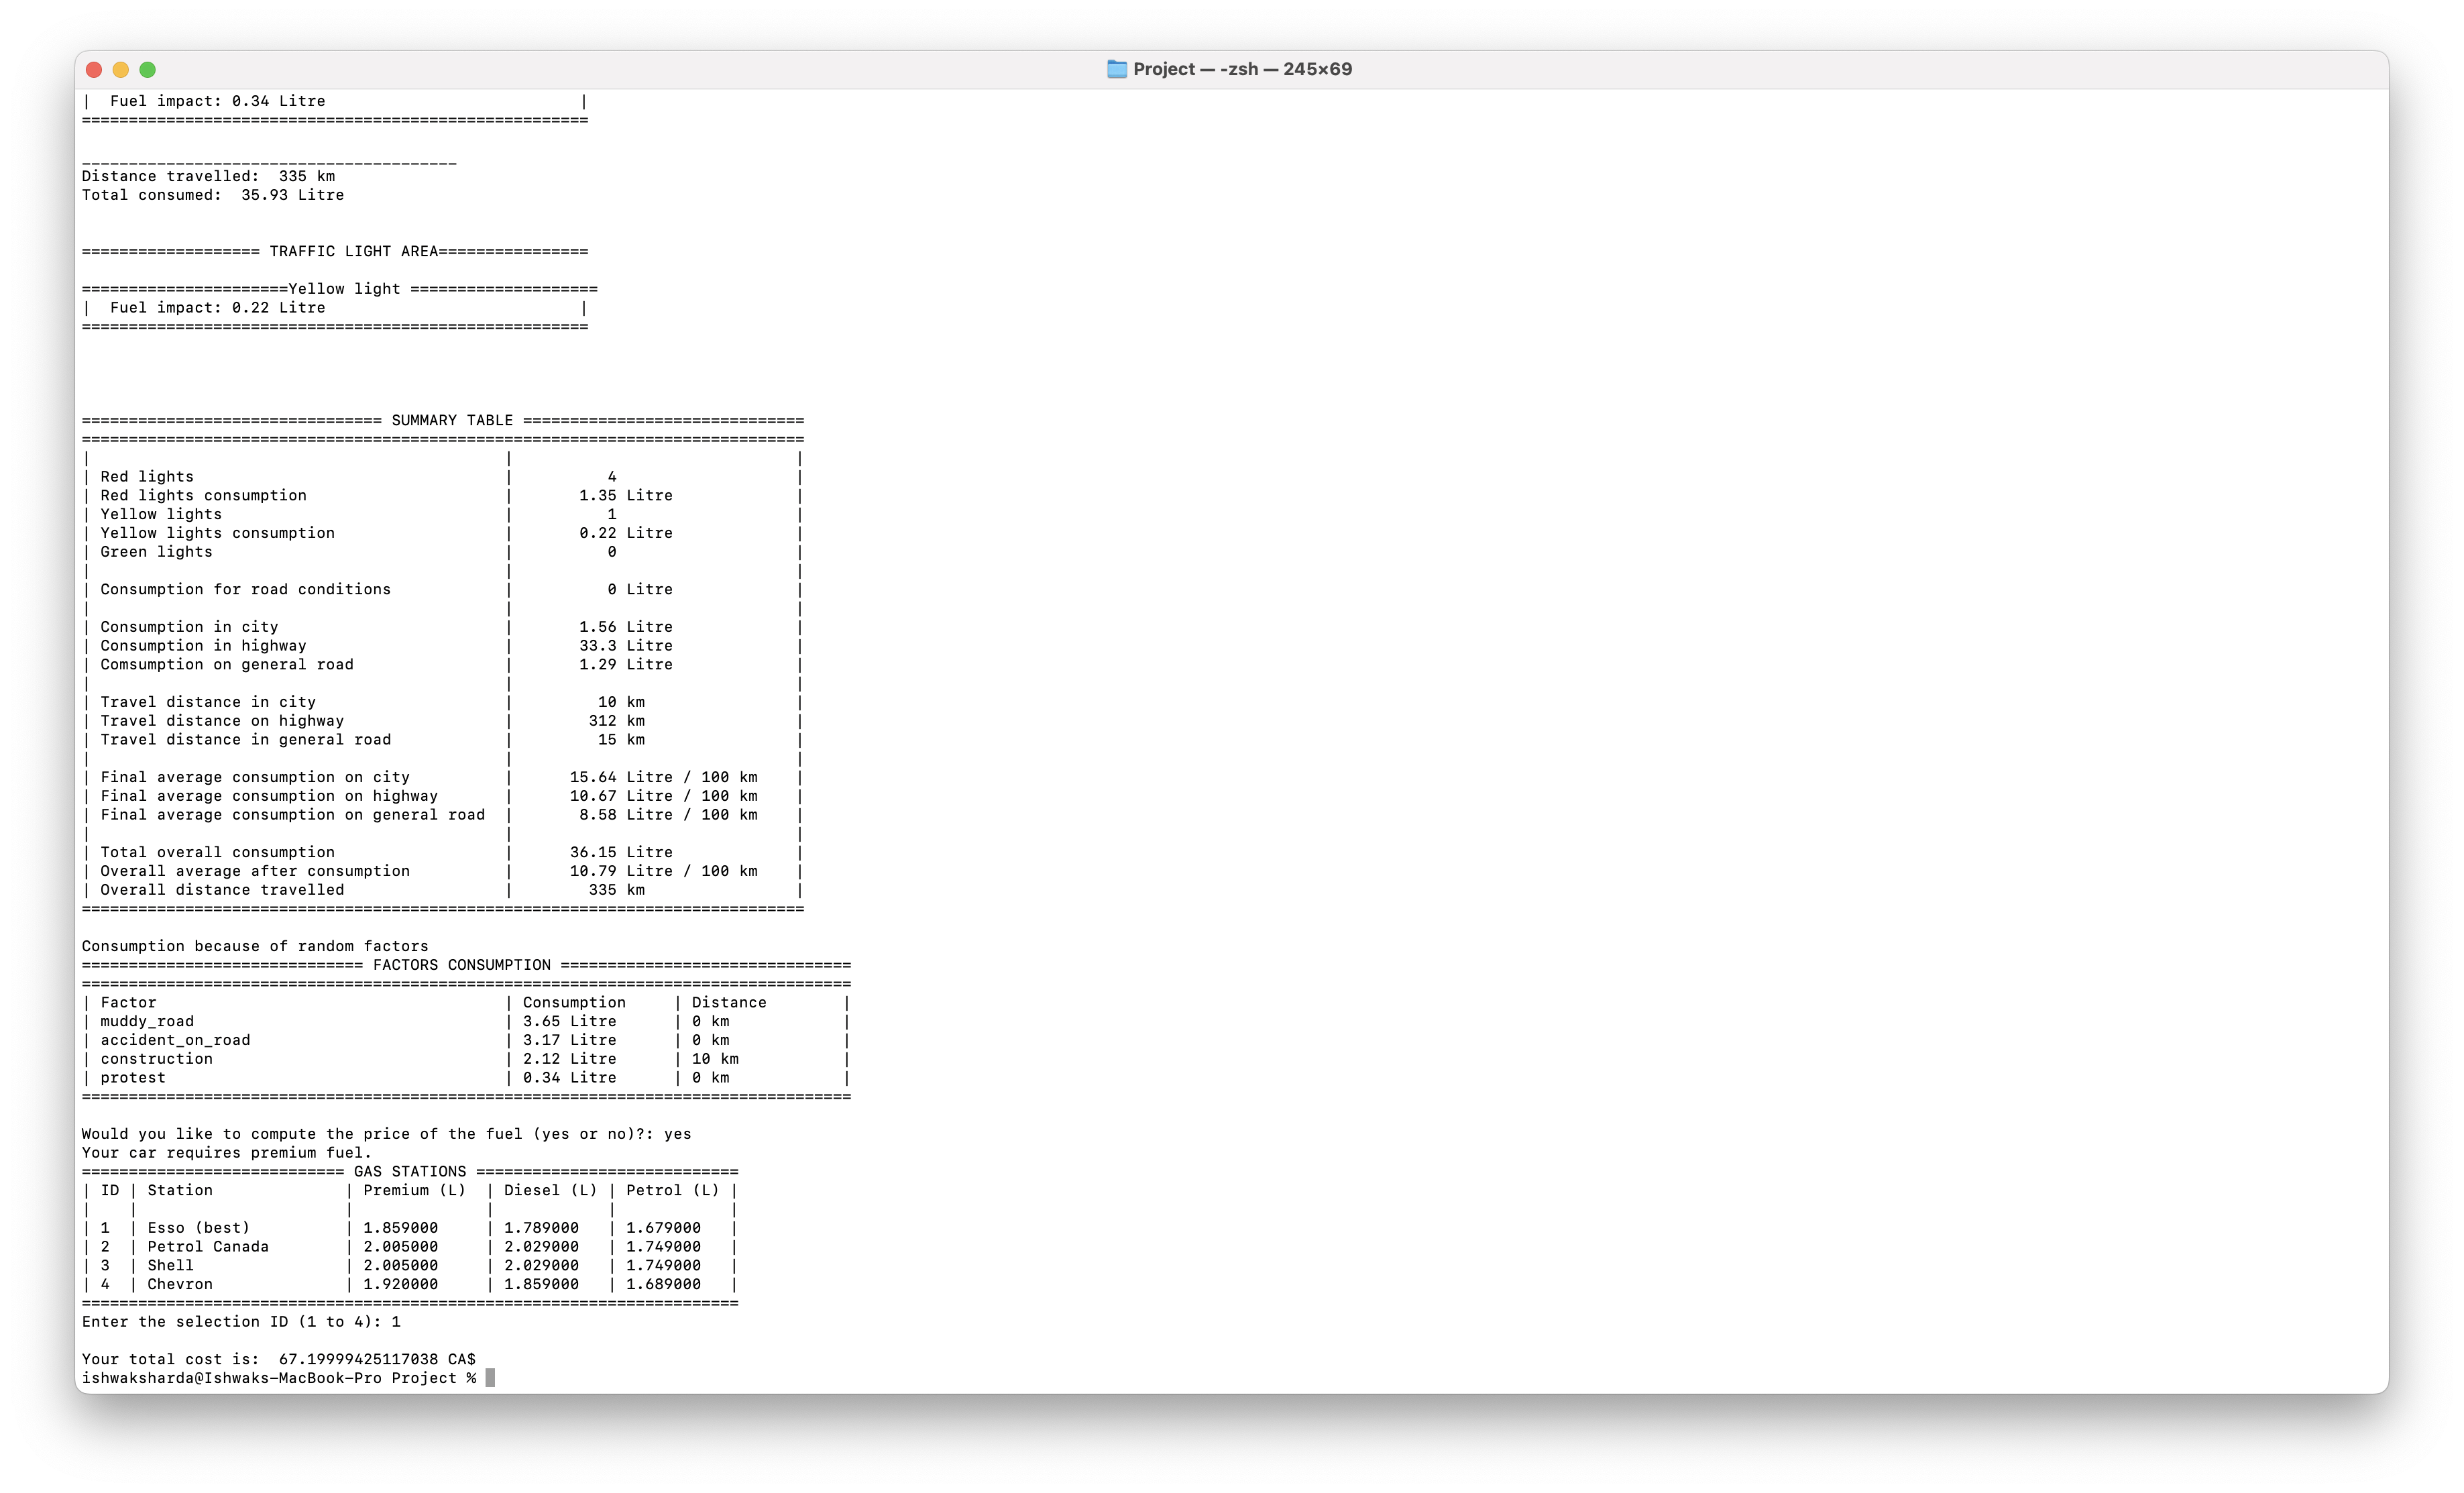 Project — -zsh — 245×69
|  Fuel impact: 0.34 Litre                           |
======================================================
________________________________________
Distance travelled:  335 km
Total consumed:  35.93 Litre
=================== TRAFFIC LIGHT AREA================
======================Yellow light ====================
|  Fuel impact: 0.22 Litre                           |
======================================================
================================ SUMMARY TABLE ==============================
=============================================================================
|                                            |                              |
| Red lights                                 |          4                   |
| Red lights consumption                     |       1.35 Litre             |
| Yellow lights                              |          1                   |
| Yellow lights consumption                  |       0.22 Litre             |
| Green lights                               |          0                   |
|                                            |                              |
| Consumption for road conditions            |          0 Litre             |
|                                            |                              |
| Consumption in city                        |       1.56 Litre             |
| Consumption in highway                     |       33.3 Litre             |
| Comsumption on general road                |       1.29 Litre             |
|                                            |                              |
| Travel distance in city                    |         10 km                |
| Travel distance on highway                 |        312 km                |
| Travel distance in general road            |         15 km                |
|                                            |                              |
| Final average consumption on city          |      15.64 Litre / 100 km    |
| Final average consumption on highway       |      10.67 Litre / 100 km    |
| Final average consumption on general road  |       8.58 Litre / 100 km    |
|                                            |                              |
| Total overall consumption                  |      36.15 Litre             |
| Overall average after consumption          |      10.79 Litre / 100 km    |
| Overall distance travelled                 |        335 km                |
=============================================================================
Consumption because of random factors
============================== FACTORS CONSUMPTION ===============================
==================================================================================
| Factor                                     | Consumption     | Distance        |
| muddy_road                                 | 3.65 Litre      | 0 km            |
| accident_on_road                           | 3.17 Litre      | 0 km            |
| construction                               | 2.12 Litre      | 10 km           |
| protest                                    | 0.34 Litre      | 0 km            |
==================================================================================
Would you like to compute the price of the fuel (yes or no)?: yes
Your car requires premium fuel.
============================ GAS STATIONS ============================
| ID | Station              | Premium (L)  | Diesel (L) | Petrol (L) |
|    |                      |              |            |            |
| 1  | Esso (best)          | 1.859000     | 1.789000   | 1.679000   |
| 2  | Petrol Canada        | 2.005000     | 2.029000   | 1.749000   |
| 3  | Shell                | 2.005000     | 2.029000   | 1.749000   |
| 4  | Chevron              | 1.920000     | 1.859000   | 1.689000   |
======================================================================
Enter the selection ID (1 to 4): 1
Your total cost is:  67.19999425117038 CA$
ishwaksharda@Ishwaks-MacBook-Pro Project %